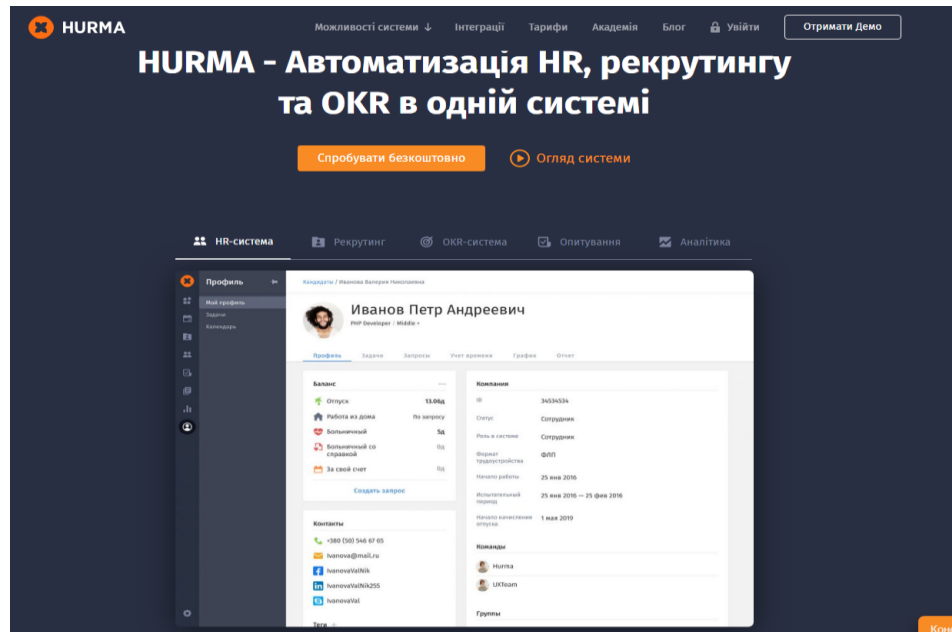 HURMA
Можливості системи ↓ Інтеграції Тарифи Академія Блог Увійти Отримати Демо
HURMA - Автоматизація HR, рекрутингу
та OKR в одній системі
Спробувати безкоштовно Огляд системи
HR-система Рекрутинг OKR-система Опитування Аналітика
Профиль
Мой профиль
Задачи
Календарь
Кандидаты / Иванова Валерия Николаевна
Иванов Петр Андреевич
PHP Developer / Middle +
Профиль Задачи Запросы Учет времени График Отчет
Баланс
Отпуск 13.06д
Работа из дома По запросу
Больничный 5д
Больничный со
справкой 0д
За свой счет 0д
Создать запрос
Контакты
+380 (50) 546 67 65
Ivanova@mail.ru
IvanovaValNik
IvanovaValNik255
IvanovaVal
Теги +
Компания
ID 34534534
Статус Сотрудник
Роль в системе Сотрудник
Формат
трудоустройства ФЛП
Начало работы 25 янв 2016
Испытательный
период 25 янв 2016 — 25 фев 2016
Начало начисления
отпуска 1 мая 2019
Команды
Hurma
UXTeam
Группы